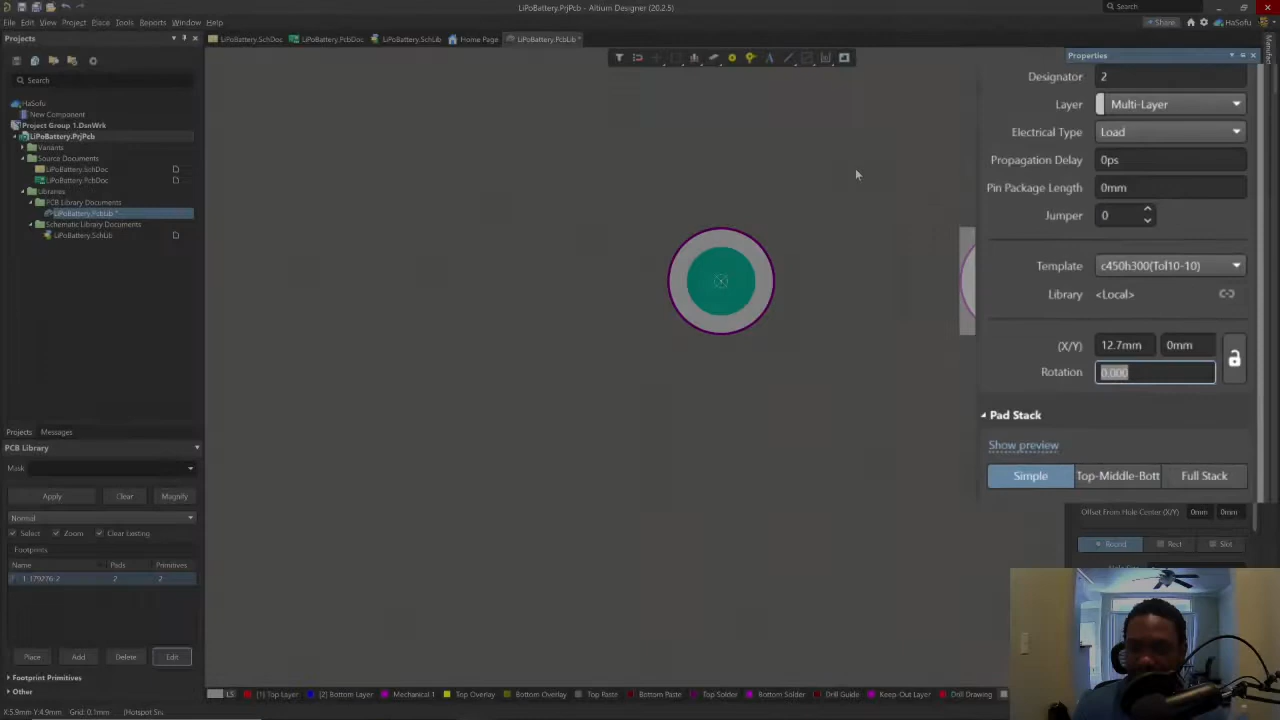 LiPoBattery.PrjPcb - Altium Designer (20.2.5)
Search
File Edit View Project Place Tools Reports Window Help
Share
HaSofu
Projects
LiPoBattery.SchDoc
LiPoBattery.PcbDoc
LiPoBattery.SchLib
Home Page
LiPoBattery.PcbLib *
Search
HaSofu
New Component
Project Group 1.DsnWrk
LiPoBattery.PrjPcb
Variants
Source Documents
LiPoBattery.SchDoc
LiPoBattery.PcbDoc
Libraries
PCB Library Documents
LiPoBattery.PcbLib *
Schematic Library Documents
LiPoBattery.SchLib
Projects Messages
PCB Library
Mask
Apply Clear Magnify
Normal
Select Zoom Clear Existing
Footprints
Name Pads Primitives
2 2
Place Add Delete Edit
Footprint Primitives
Other
Properties
Designator 2
Layer Multi-Layer
Electrical Type Load
Propagation Delay 0ps
Pin Package Length 0mm
Jumper 0
Template c450h300(Tol10-10)
Library <Local>
(X/Y) 12.7mm 0mm
Rotation 0.000
Pad Stack
Show preview
Simple Top-Middle-Bott Full Stack
Offset From Hole Center (X/Y) 0mm 0mm
Round Rect Slot
LS [1] Top Layer [2] Bottom Layer Mechanical 1 Top Overlay Bottom Overlay Top Paste Bottom Paste Top Solder Bottom Solder Drill Guide Keep-Out Layer Drill Drawing
X:5.9mm Y:4.9mm Grid: 0.1mm (Hotspot Sn